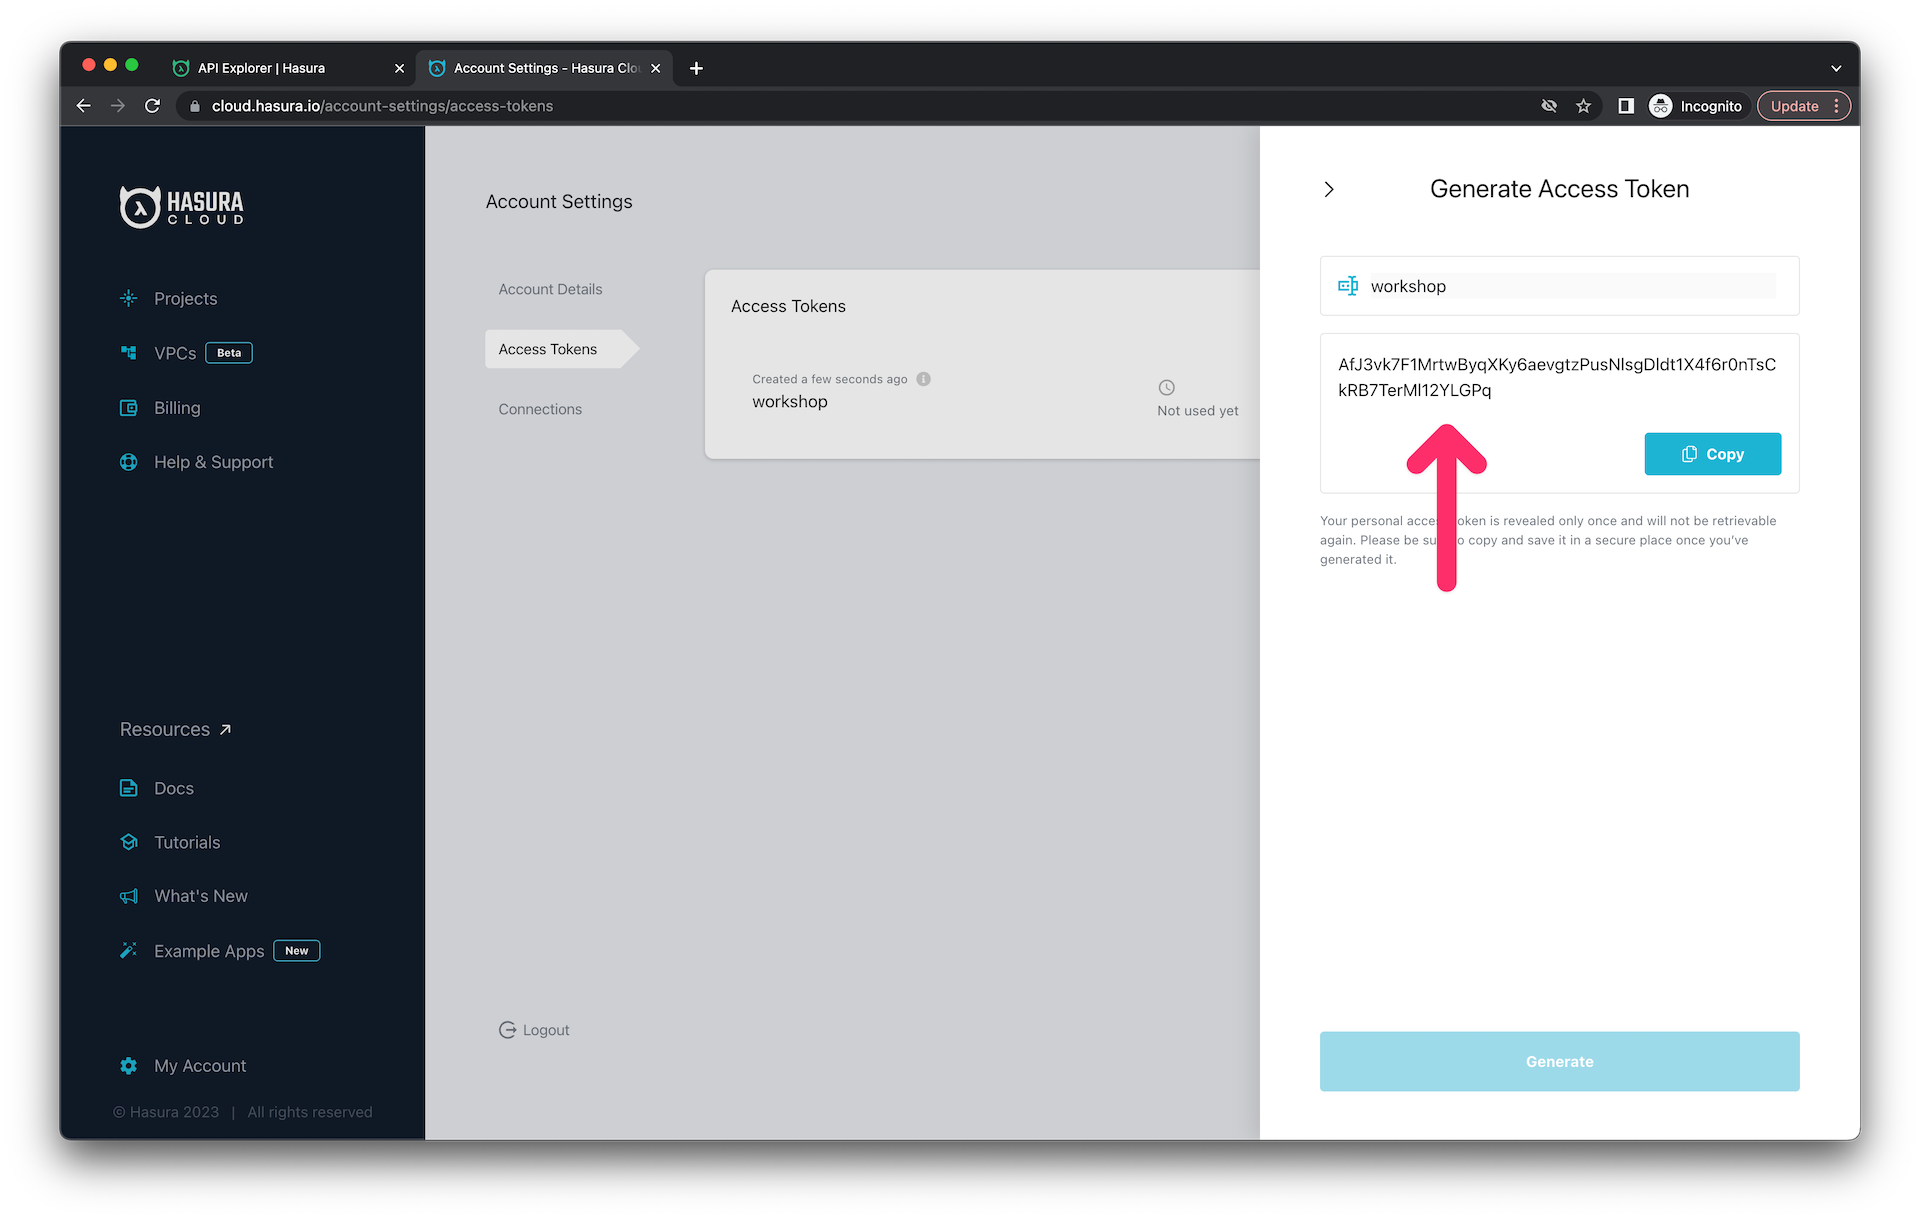 API Explorer | Hasura
Account Settings - Hasura Clo
cloud.hasura.io/account-settings/access-tokens
Incognito
Update
HASURA
CLOUD
Projects
VPCs Beta
Billing
Help & Support
Resources
Docs
Tutorials
What's New
Example Apps New
My Account
© Hasura 2023 | All rights reserved
Account Settings
Account Details
Access Tokens
Connections
Logout
Access Tokens
Created a few seconds ago
workshop
Not used yet
Generate Access Token
workshop
AfJ3vk7F1MrtwByqXKy6aevgtzPusNlsgDldt1X4f6r0nTsC
kRB7TerMl12YLGPq
Copy
Your personal acce oken is revealed only once and will not be retrievable
again. Please be su o copy and save it in a secure place once you've
generated it.
Generate